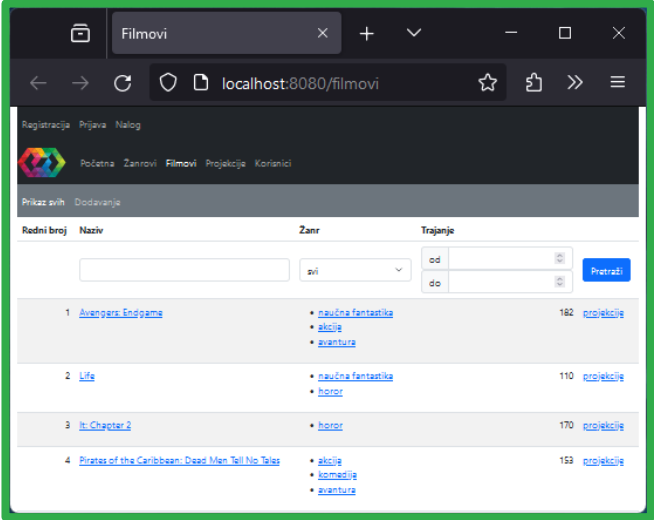 Filmovi
localhost:8080/filmovi
Registracija Prijava Nalog
Početna Žanrovi Filmovi Projekcije Korisnici
Prikaz svih Dodavanje
Redni broj Naziv Žanr Trajanje
od
svi Pretraži
do
1 Avengers: Endgame • naučna fantastika 182 projekcije
• akcija
• avantura
2 Life • naučna fantastika 110 projekcije
• horor
3 It: Chapter 2 • horor 170 projekcije
4 Pirates of the Caribbean: Dead Men Tell No Tales • akcija 153 projekcije
• komedija
• avantura